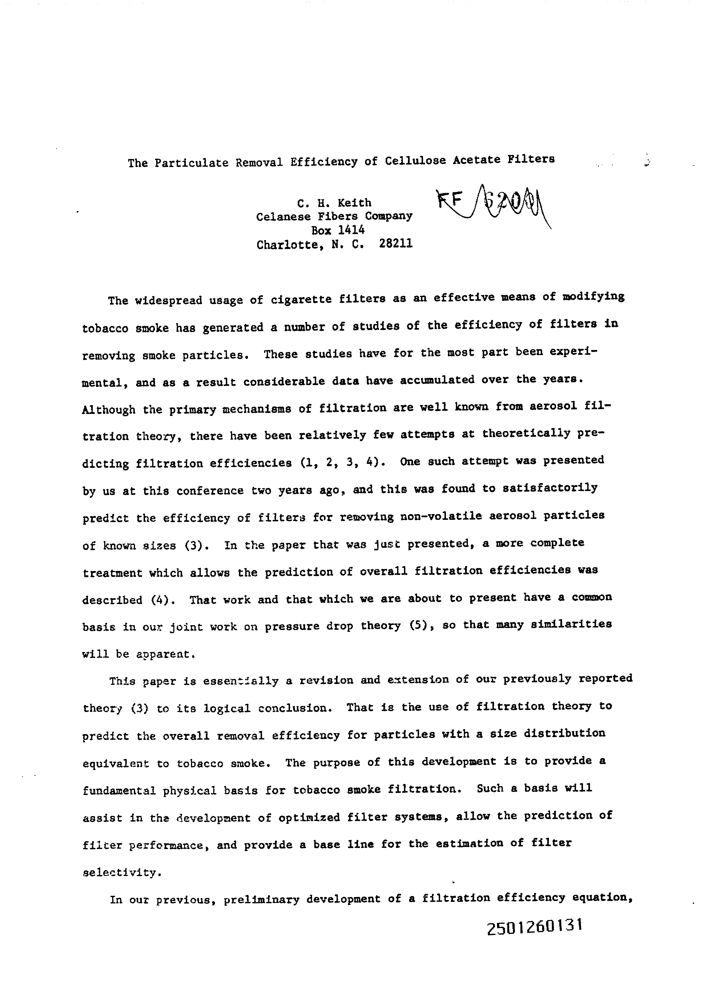 The Particulate Removal Efficiency of Cellulose Acetate Filters
C. H. Keith
Celanese Fibers Company
Box 1414
Charlotte, N. C. 28211
The widespread usage of cigarette filters as an effective means of modifying
tobacco smoke has generated a number of studies of the efficiency of filters in
removing smoke particles. These studies have for the most part been experi-
mental, and as a result considerable data have accumulated over the years.
Although the primary mechanisms of filtration are well known from aerosol fil-
tration theory, there have been relatively few attempts at theoretically pre-
dicting filtration efficiencies (1, 2, 3, 4). One such attempt was presented
by us at this conference two years ago, and this was found to satisfactorily
predict the efficiency of filters for removing non-volatile aerosol particles
of known sizes (3). In the paper that was just presented, a more complete
treatment which allows the prediction of overall filtration efficiencies was
described (4). That work and that which we are about to present have a common
basis in our joint work on pressure drop theory (5), so that many similarities
will be apparent.
This paper is essentially a revision and extension of our previously reported
theory (3) to its logical conclusion. That is the use of filtration theory to
predict the overall removal efficiency for particles with a size distribution
equivalent to tobacco smoke. The purpose of this development is to provide a
fundamental physical basis for tobacco smoke filtration. Such a basis will
assist in the development of optimized filter systems, allow the prediction of
filter performance, and provide a base line for the estimation of filter
selectivity.
In our previous, preliminary development of a filtration efficiency equation,
2501260131